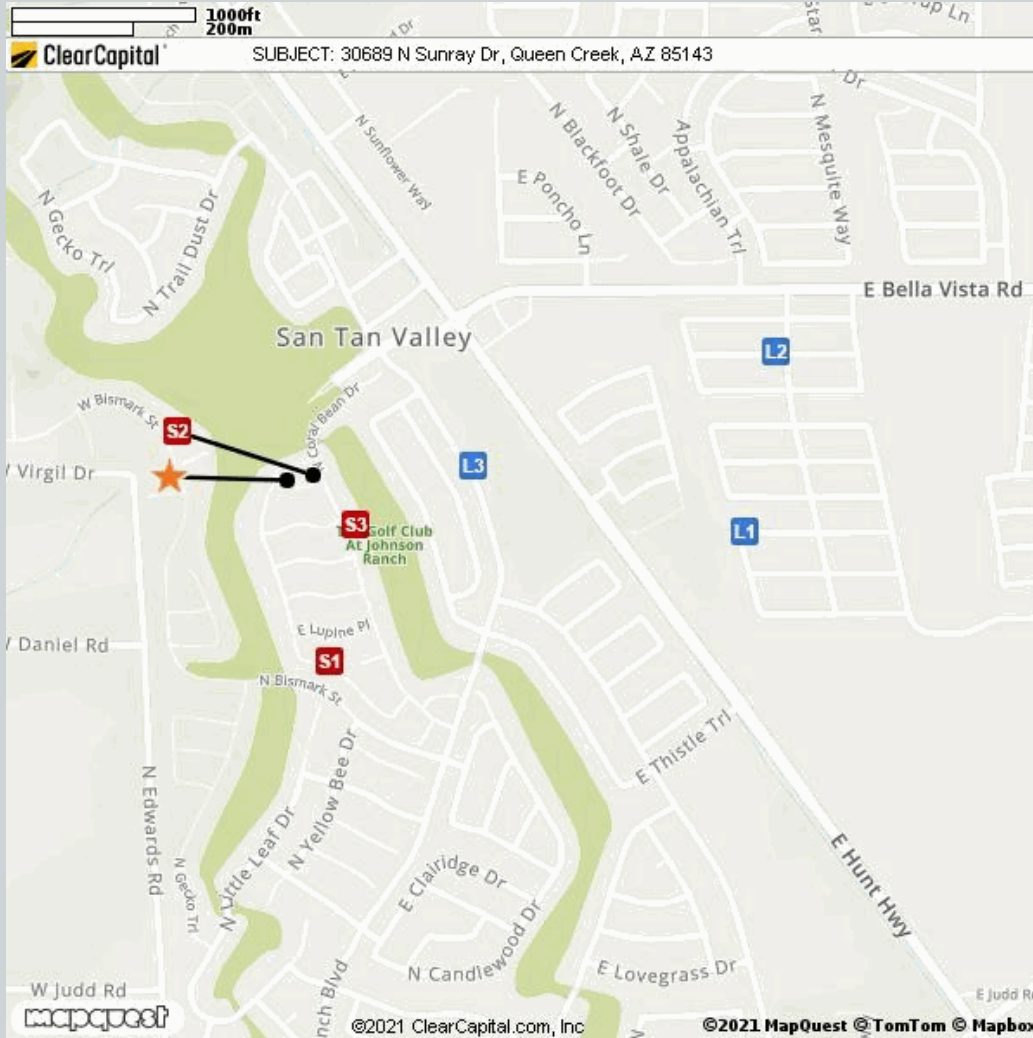 1000ft
200m
ClearCapital
SUBJECT: 30689 N Sunray Dr, Queen Creek, AZ 85143
Dr
N Sunflower Way
N Blackfoot Dr
N Shale Dr
Appalachian Trl
N Mesquite Way
E Poncho Ln
N Gecko Trl
N Trail Dust Dr
E Bella Vista Rd
San Tan Valley
L2
W Bismark St
S2
N Coral Bean Dr
Virgil Dr
L3
S3
Golf Club
At Johnson
Ranch
L1
Daniel Rd
E Lupine Pl
S1
N Bismark St
E Thistle Trl
N Edwards Rd
N Gecko Trl
N Little Leaf Dr
N Yellow Bee Dr
E Clairidge Dr
E Hunt Hwy
N Candlewood Dr
E Lovegrass Dr
W Judd Rd
nch Blvd
E Judd R
mapquest
©2021 ClearCapital.com, Inc
©2021 MapQuest © TomTom © Mapbox